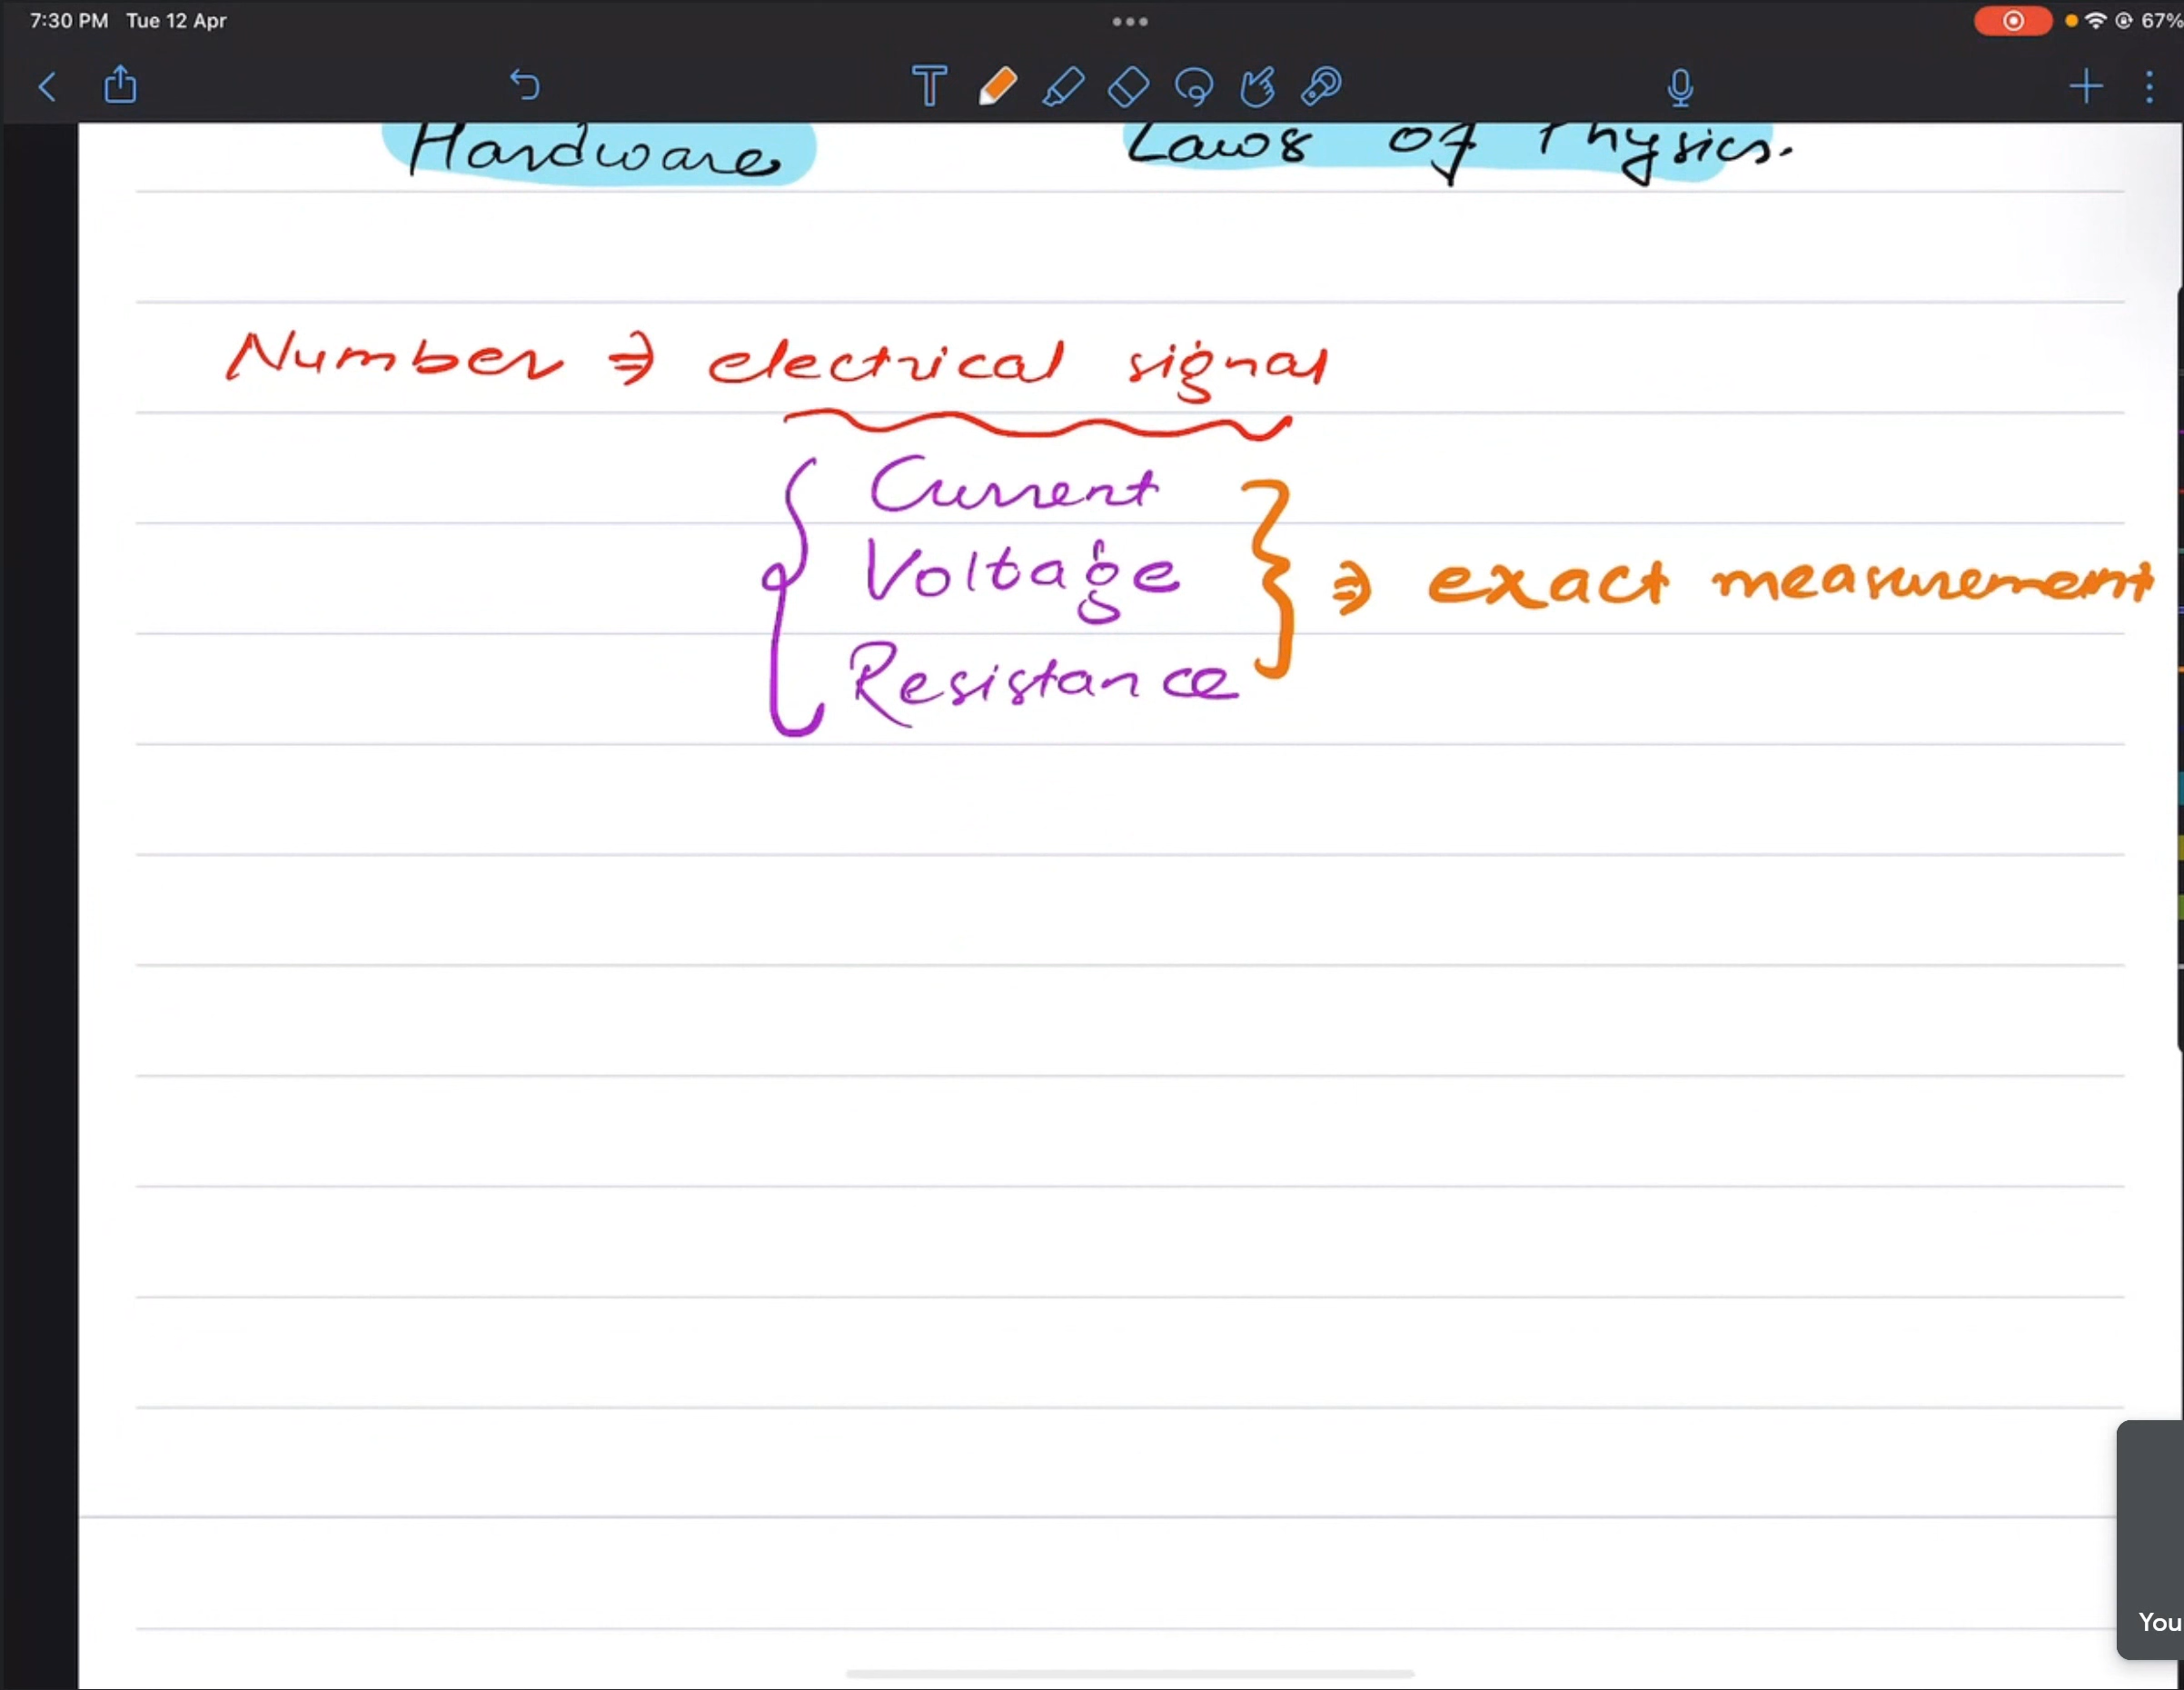 7:30 PM Tue 12 Apr 67%
Hardware Laws of Physics.
Number ⇒ electrical signal
Current
Voltage
Resistance
⇒ exact measurement
You